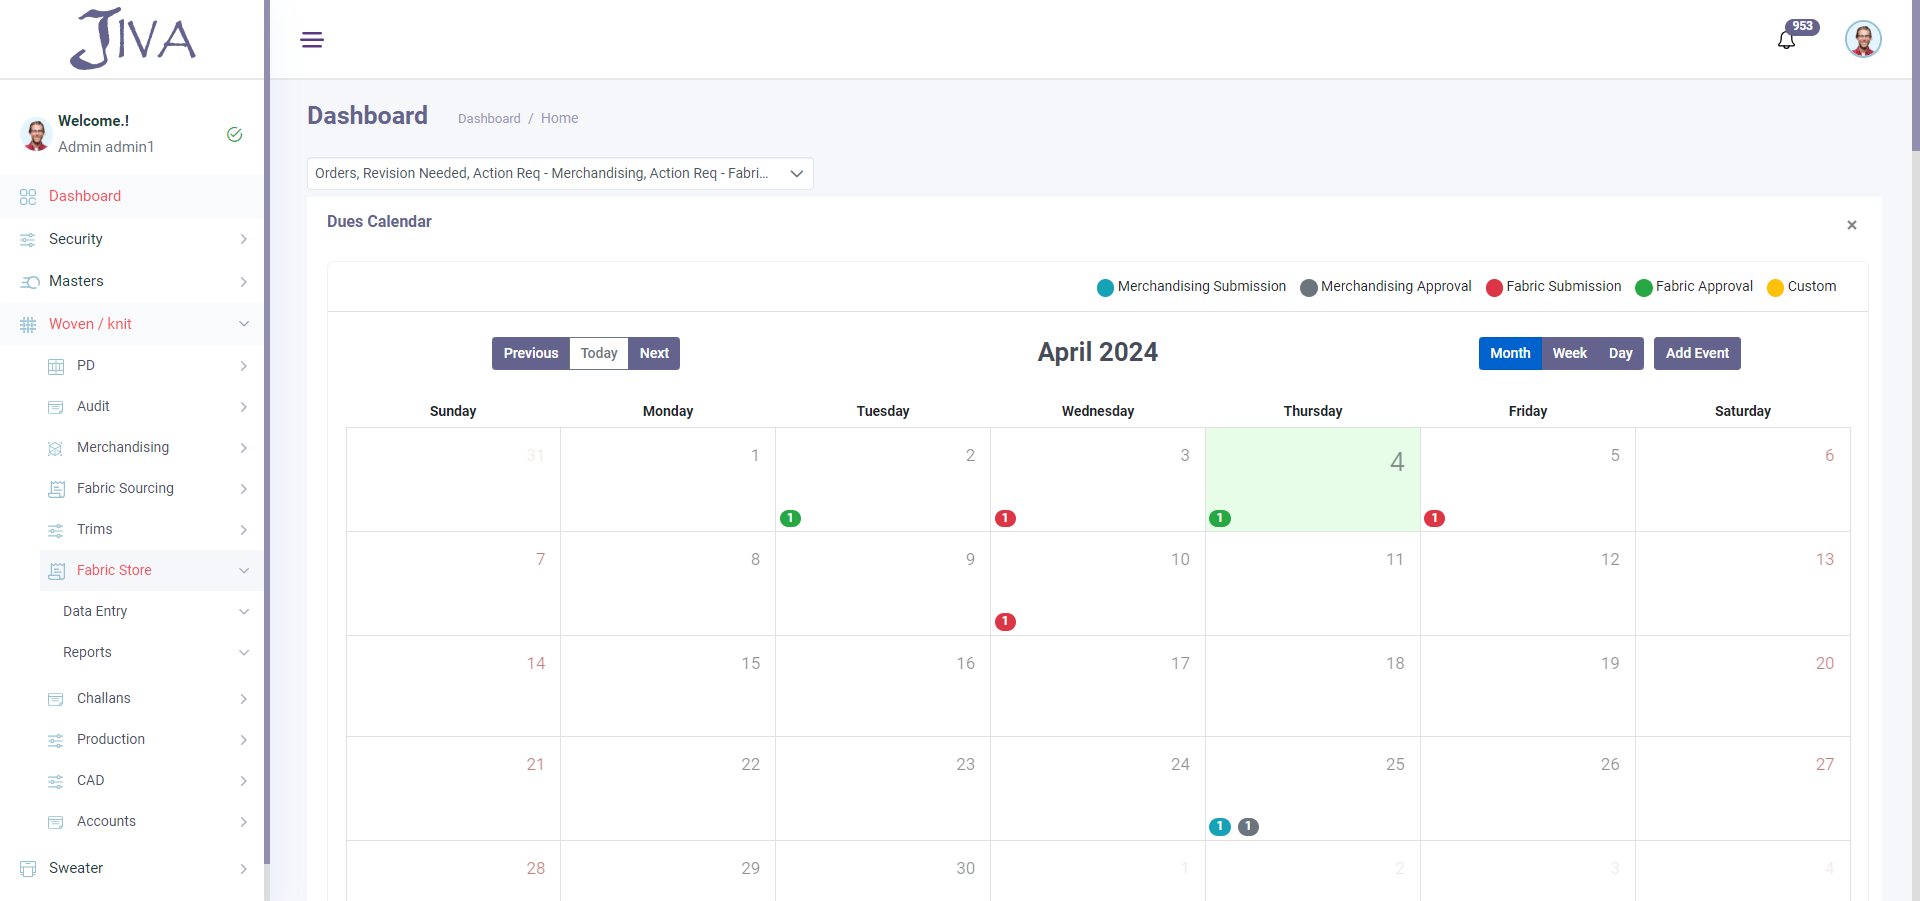 JIVA
953
Welcome.!
Admin admin1
Dashboard
Security
Masters
Woven / knit
PD
Audit
Merchandising
Fabric Sourcing
Trims
Fabric Store
Data Entry
Reports
Challans
Production
CAD
Accounts
Sweater
Dashboard
Dashboard / Home
Orders, Revision Needed, Action Req - Merchandising, Action Req - Fabri...
Dues Calendar
×
Merchandising Submission Merchandising Approval Fabric Submission Fabric Approval Custom
Previous Today Next
April 2024
Month Week Day Add Event
Sunday Monday Tuesday Wednesday Thursday Friday Saturday
31 1 2 3 4 5 6
1 1 1 1
7 8 9 10 11 12 13
1
14 15 16 17 18 19 20
21 22 23 24 25 26 27
1 1
28 29 30 1 2 3 4